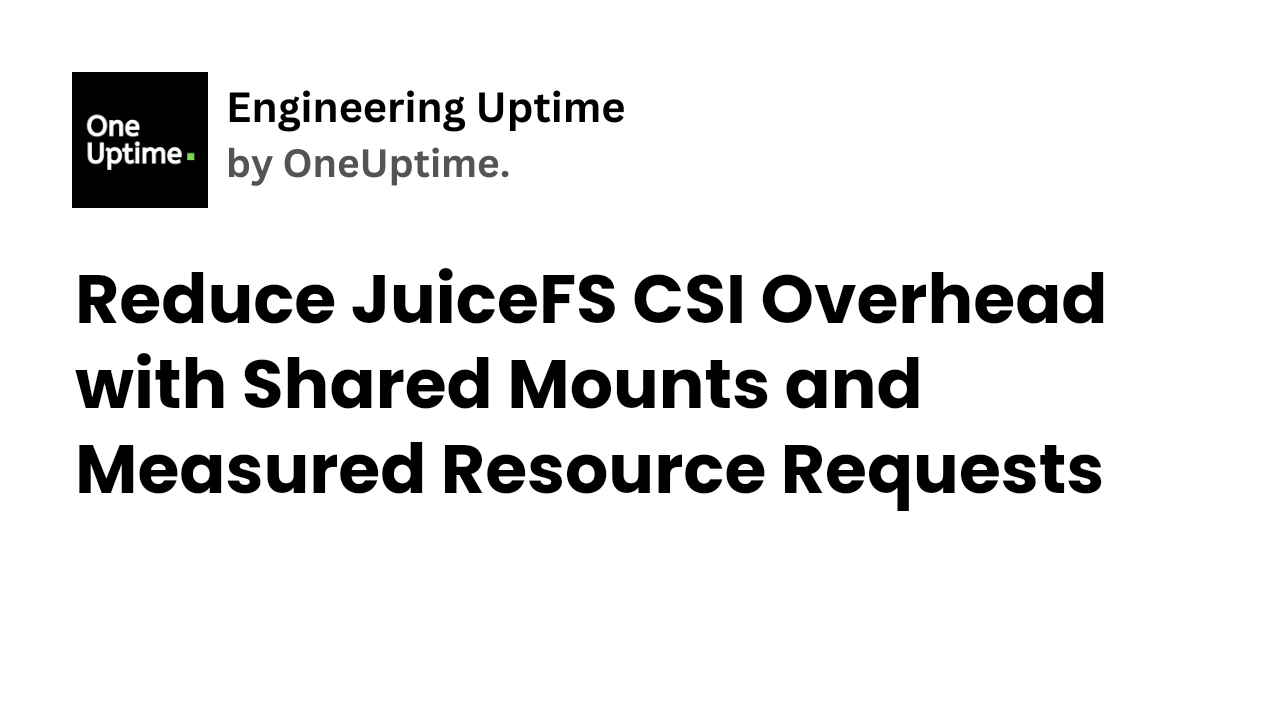 One
Uptime
Engineering Uptime
by OneUptime.
Reduce JuiceFS CSI Overhead
with Shared Mounts and
Measured Resource Requests